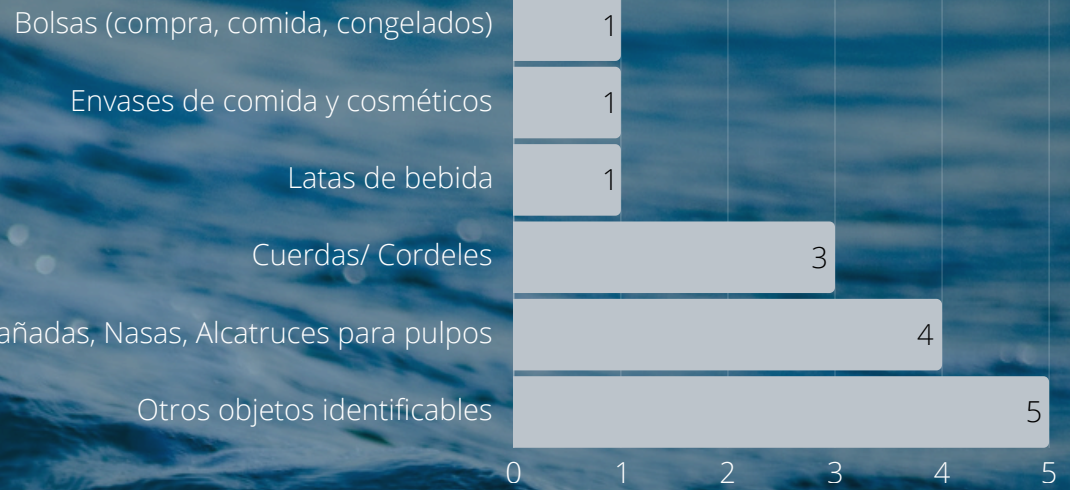 Bolsas (compra, comida, congelados) 1
Envases de comida y cosméticos 1
Latas de bebida 1
Cuerdas/ Cordeles 3
añadas, Nasas, Alcatruces para pulpos 4
Otros objetos identificables 5
0 1 2 3 4 5